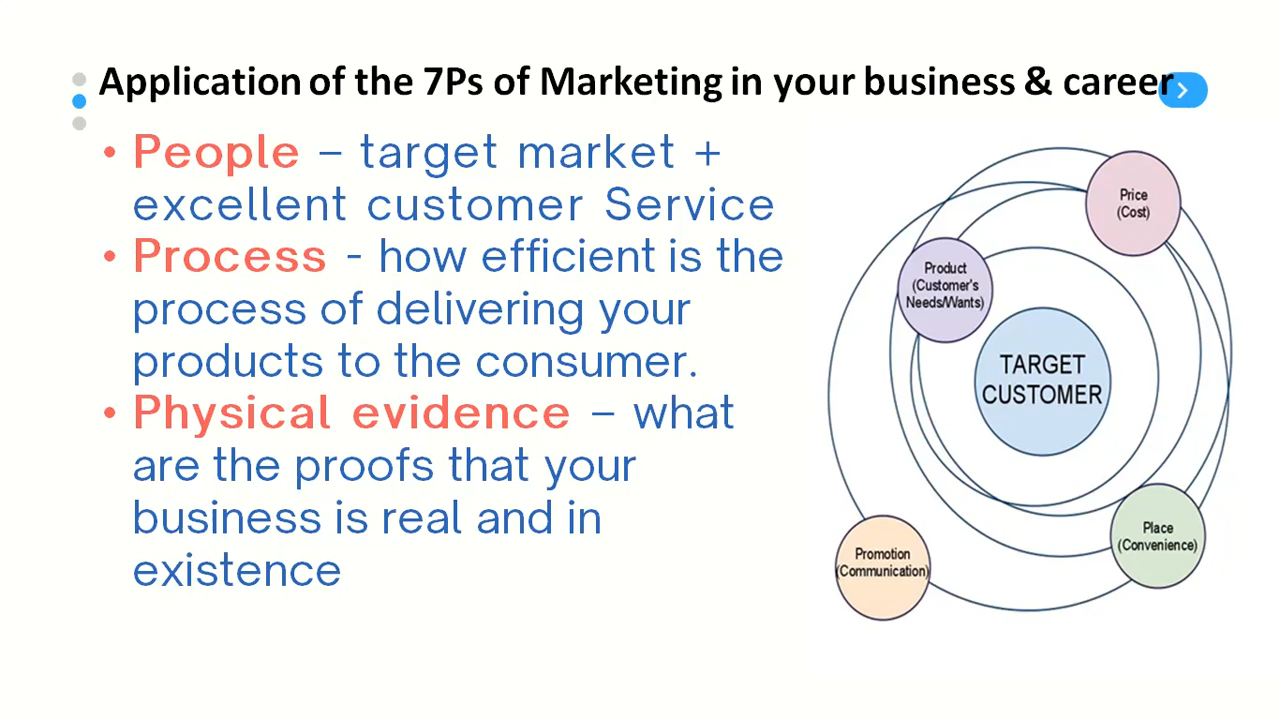 Application of the 7Ps of Marketing in your business & career
• People – target market +
excellent customer Service
• Process - how efficient is the
process of delivering your
products to the consumer.
• Physical evidence – what
are the proofs that your
business is real and in
existence
Price
(Cost)
Product
(Customer's
Needs/Wants)
TARGET
CUSTOMER
Place
(Convenience)
Promotion
(Communication)